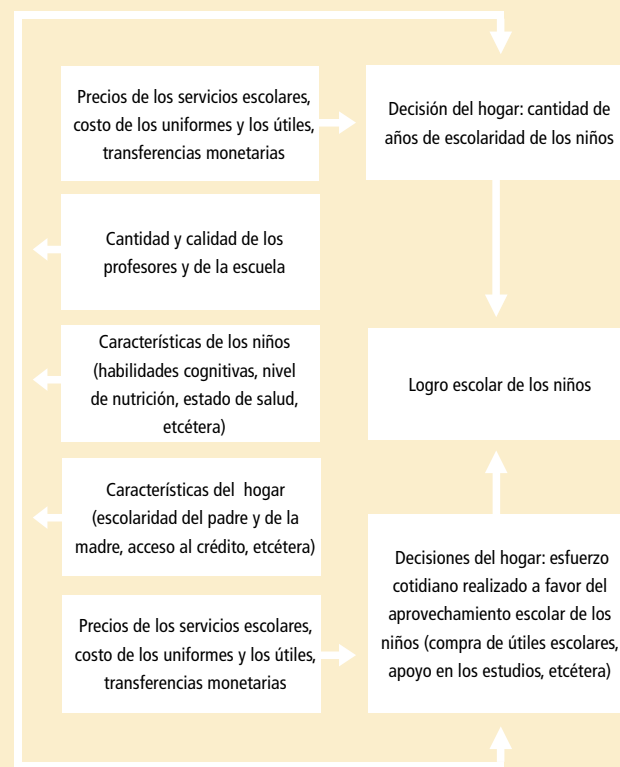 Precios de los servicios escolares,
costo de los uniformes y los útiles,
transferencias monetarias
Decisión del hogar: cantidad de
años de escolaridad de los niños
Cantidad y calidad de los
profesores y de la escuela
Características de los niños
(habilidades cognitivas, nivel
de nutrición, estado de salud,
etcétera)
Logro escolar de los niños
Características del hogar
(escolaridad del padre y de la
madre, acceso al crédito, etcétera)
Precios de los servicios escolares,
costo de los uniformes y los útiles,
transferencias monetarias
Decisiones del hogar: esfuerzo
cotidiano realizado a favor del
aprovechamiento escolar de los
niños (compra de útiles escolares,
apoyo en los estudios, etcétera)